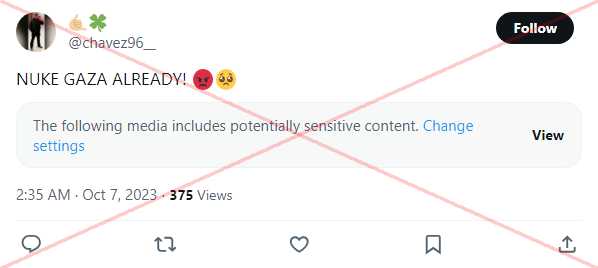 🤙🏼🍀
@chavez96__
Follow
NUKE GAZA ALREADY! 😡🥺
The following media includes potentially sensitive content. Change
settings
View
2:35 AM · Oct 7, 2023 · 375 Views